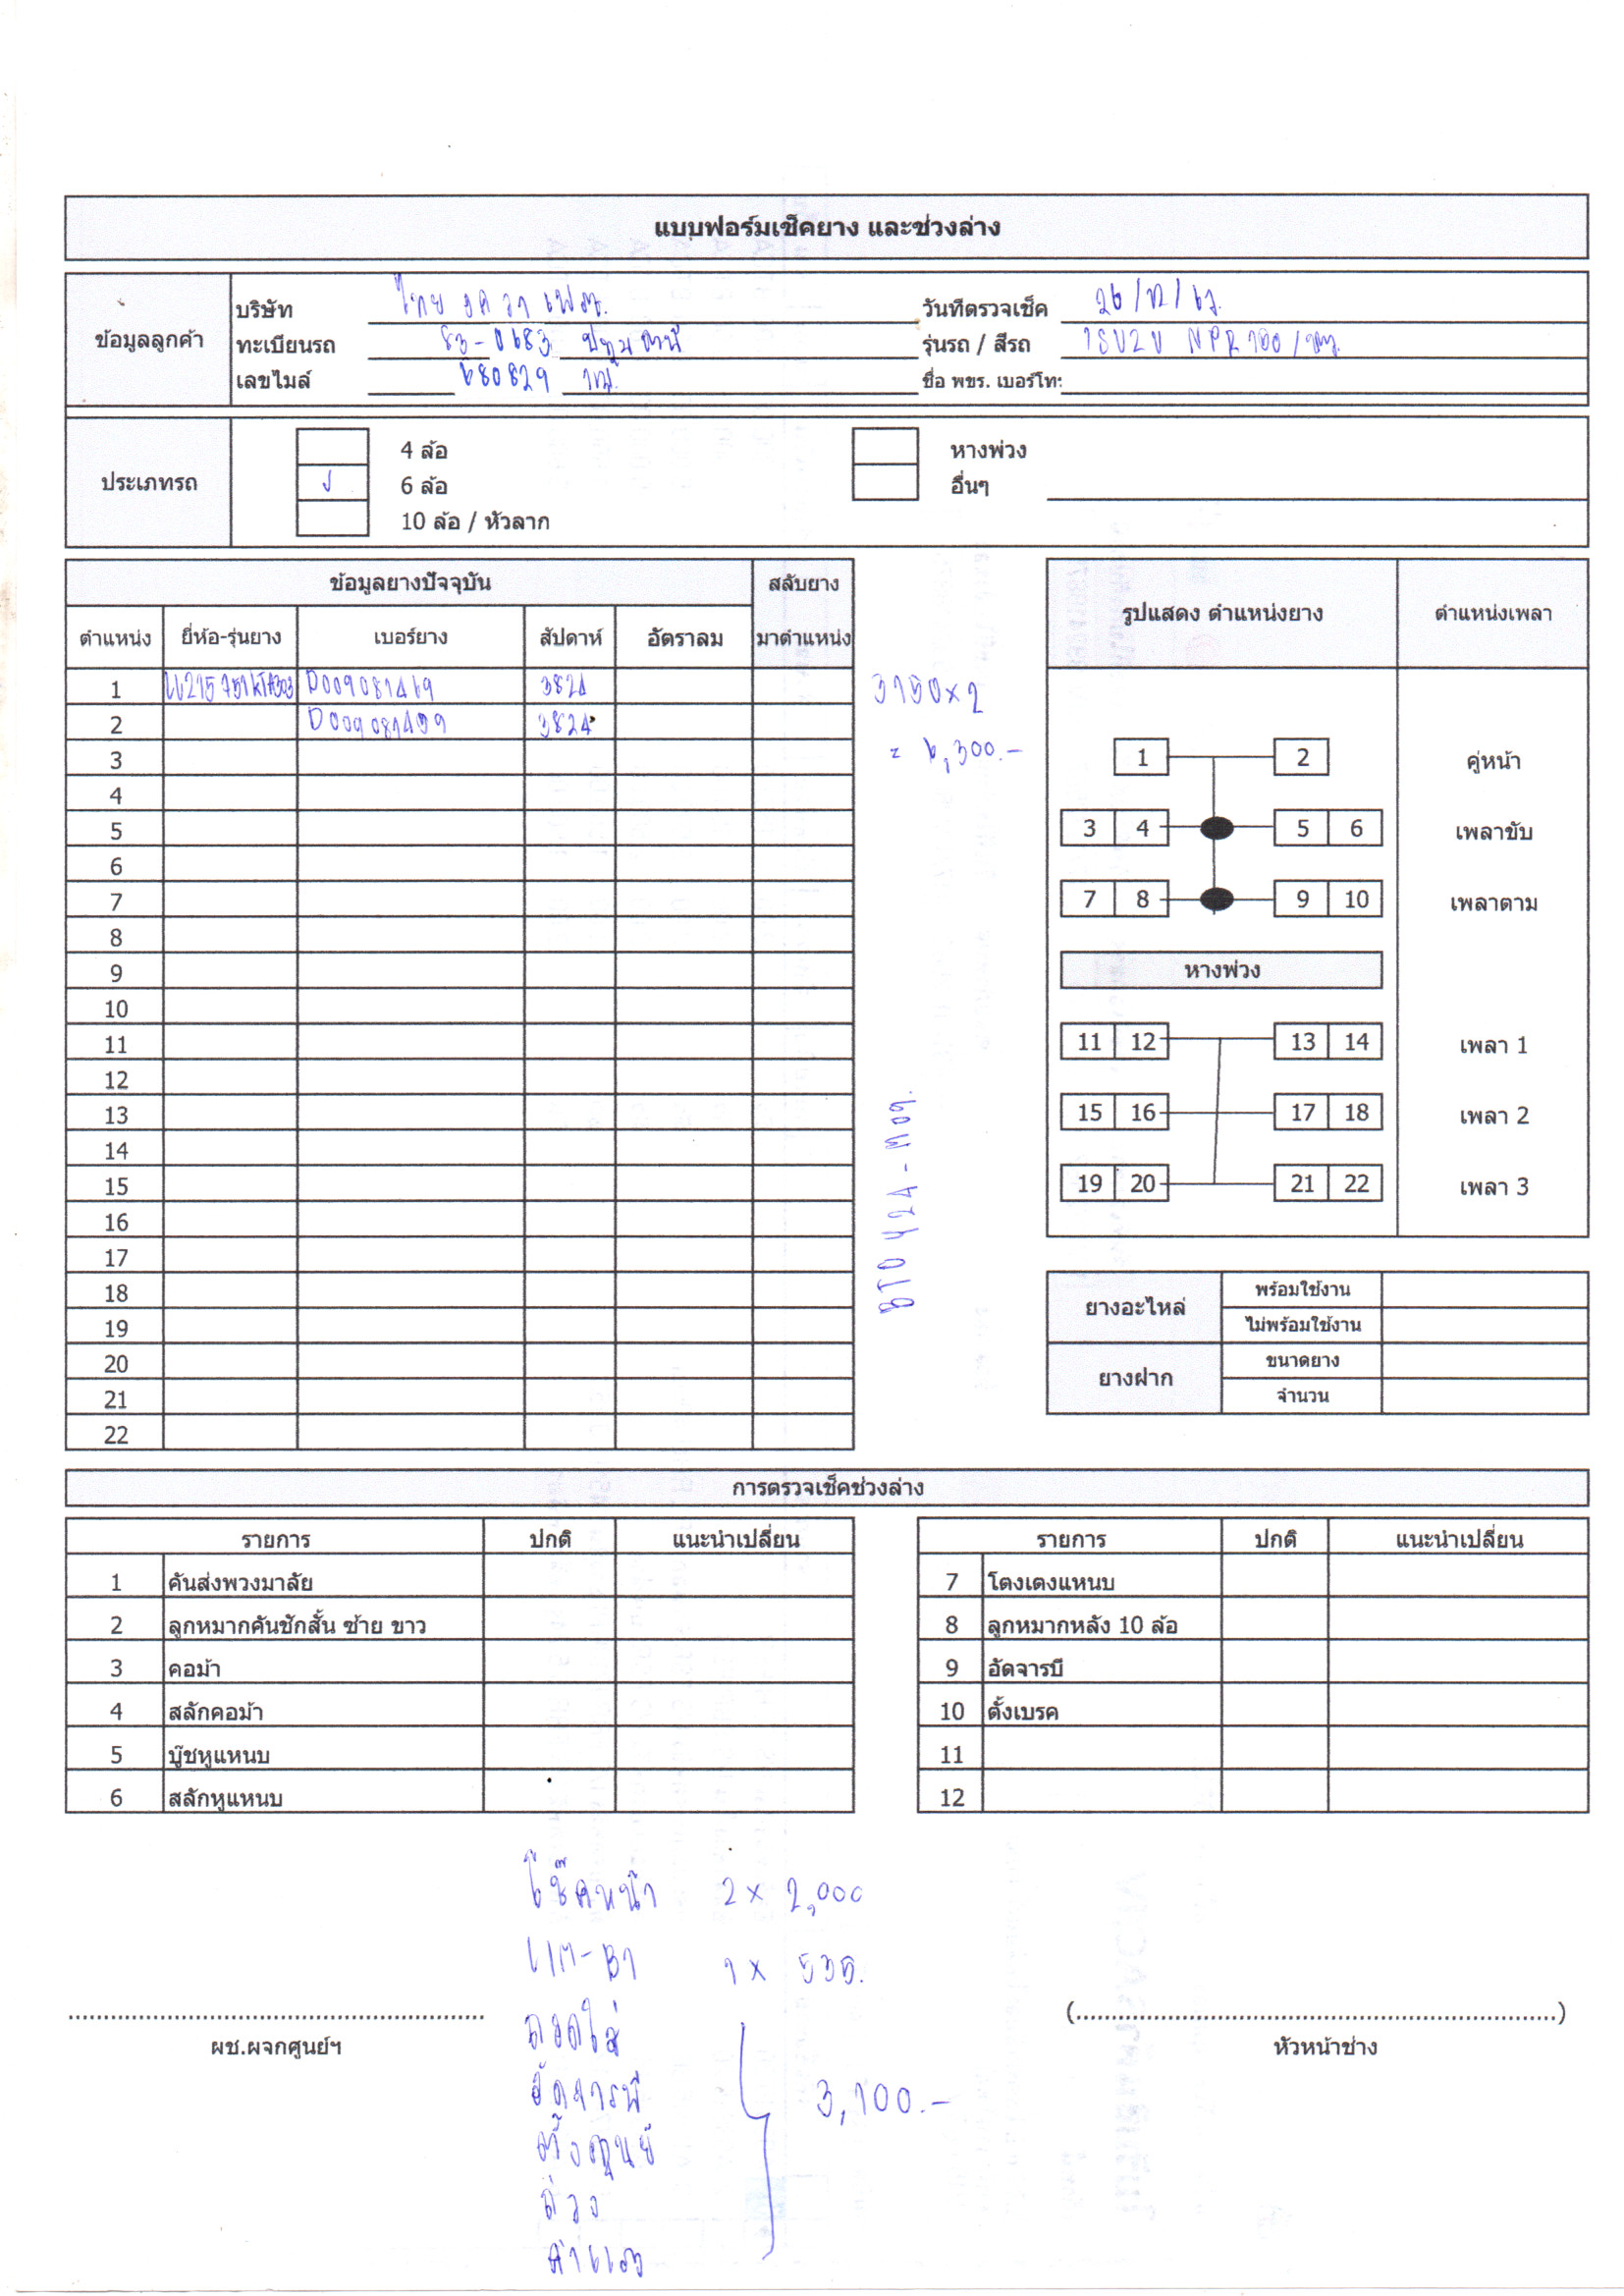 แบบฟอร์มเช็คยาง และช่วงล่าง
ข้อมูลลูกค้า
บริษัท ไทย
วันที่ตรวจเช็ค 26/12/67.
ทะเบียนรถ 83-0683 ปทุมธานี
รุ่นรถ / สีรถ ISUZU NPR 150 /
เลขไมล์ 680829 กม.
ชื่อ พขร. เบอร์โท:
ประเภทรถ
4 ล้อ
หางพ่วง
6 ล้อ
อื่นๆ
10 ล้อ / หัวลาก
ข้อมูลยางปัจจุบัน สลับยาง
ตำแหน่ง ยี่ห้อ-รุ่นยาง เบอร์ยาง สัปดาห์ อัตราลม มาตำแหน่ง
1 D009081469 3824
2 D009081499 3824
3
4
5
6
7
8
9
10
11
12
13
14
15
16
17
18
19
20
21
22
3150x2
= 6,300.-
รูปแสดง ตำแหน่งยาง ตำแหน่งเพลา
1 2 คู่หน้า
3 4 5 6 เพลาขับ
7 8 9 10 เพลาตาม
หางพ่วง
11 12 13 14 เพลา 1
15 16 17 18 เพลา 2
19 20 21 22 เพลา 3
ยางอะไหล่ พร้อมใช้งาน
ไม่พร้อมใช้งาน
ยางฝาก ขนาดยาง
จำนวน
การตรวจเช็คช่วงล่าง
รายการ ปกติ แนะนำเปลี่ยน
1 คันส่งพวงมาลัย
2 ลูกหมากคันชักสั้น ซ้าย ขาว
3 คอม้า
4 สลักคอม้า
5 บู๊ชหูแหนบ
6 สลักหูแหนบ
รายการ ปกติ แนะนำเปลี่ยน
7 โตงเตงแหนบ
8 ลูกหมากหลัง 10 ล้อ
9 อัดจารบี
10 ตั้งเบรค
11
12
โช๊คหน้า 2 x 2,000
1 x 535.
ถอดใส่
อัดจารบี
ตั้งศูนย์
ถ่วง
ค่าแรง
3,100.-
ผช.ผจกศูนย์ฯ
(....................)
หัวหน้าช่าง